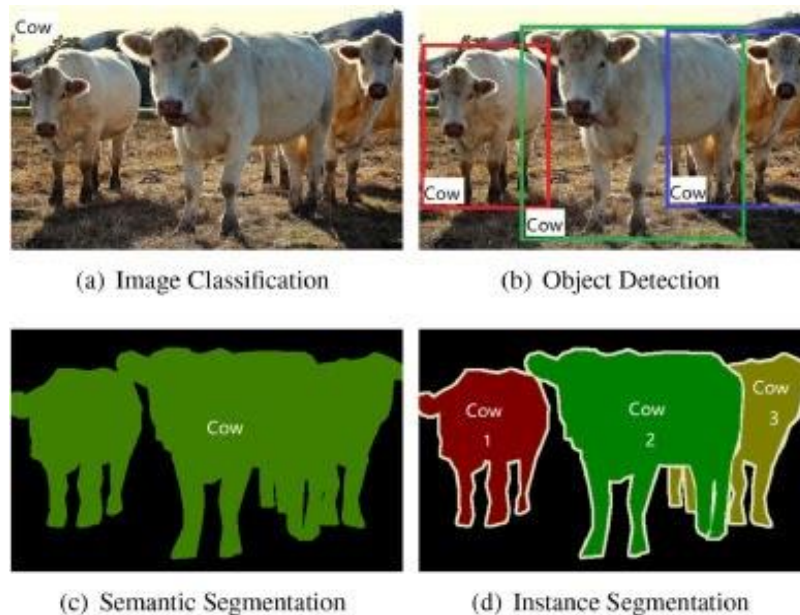 Cow
Cow
Cow
Cow
(a) Image Classification
(b) Object Detection
Cow
Cow
1
Cow
2
Cow
3
(c) Semantic Segmentation
(d) Instance Segmentation